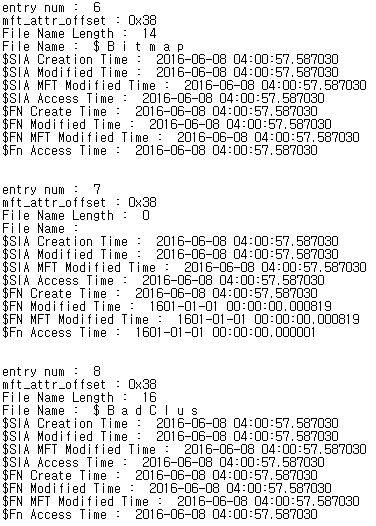 entry num :  6
mft_attr_offset : 0x38
File Name Length :  14
File Name :  $ B i t m a p
$SIA Creation Time :  2016-06-08 04:00:57.587030
$SIA Modified Time :  2016-06-08 04:00:57.587030
$SIA MFT Modified Time :  2016-06-08 04:00:57.587030
$SIA Access Time :  2016-06-08 04:00:57.587030
$FN Create Time :  2016-06-08 04:00:57.587030
$FN Modified Time :  2016-06-08 04:00:57.587030
$FN MFT Modified Time :  2016-06-08 04:00:57.587030
$Fn Access Time :  2016-06-08 04:00:57.587030
entry num :  7
mft_attr_offset : 0x38
File Name Length :  0
File Name :
$SIA Creation Time :  2016-06-08 04:00:57.587030
$SIA Modified Time :  2016-06-08 04:00:57.587030
$SIA MFT Modified Time :  2016-06-08 04:00:57.587030
$SIA Access Time :  2016-06-08 04:00:57.587030
$FN Create Time :  2016-06-08 04:00:57.587030
$FN Modified Time :  1601-01-01 00:00:00.000819
$FN MFT Modified Time :  1601-01-01 00:00:00.000819
$Fn Access Time :  1601-01-01 00:00:00.000001
entry num :  8
mft_attr_offset : 0x38
File Name Length :  16
File Name :  $ B a d C l u s
$SIA Creation Time :  2016-06-08 04:00:57.587030
$SIA Modified Time :  2016-06-08 04:00:57.587030
$SIA MFT Modified Time :  2016-06-08 04:00:57.587030
$SIA Access Time :  2016-06-08 04:00:57.587030
$FN Create Time :  2016-06-08 04:00:57.587030
$FN Modified Time :  2016-06-08 04:00:57.587030
$FN MFT Modified Time :  2016-06-08 04:00:57.587030
$Fn Access Time :  2016-06-08 04:00:57.587030